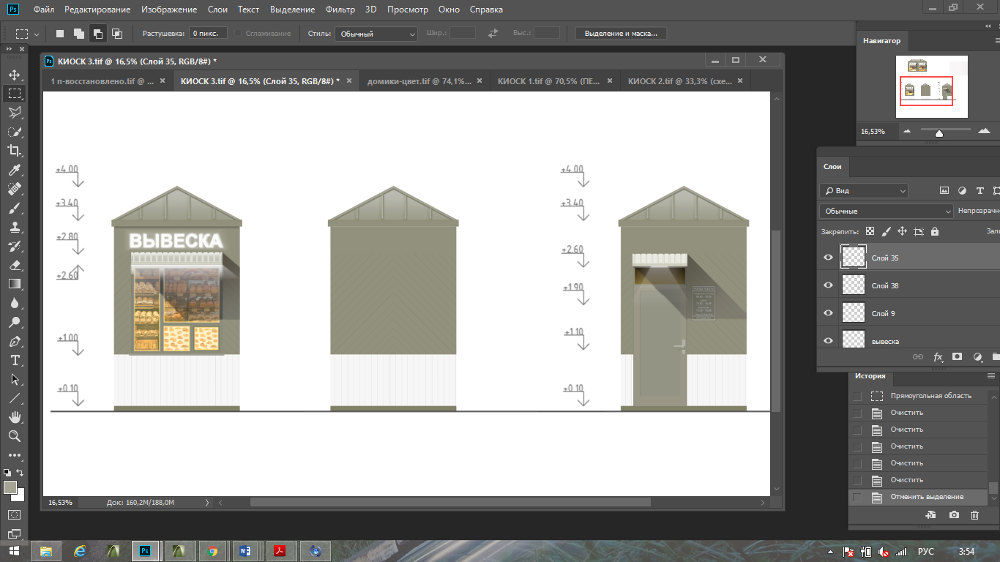 Ps Файл Редактирование Изображение Слои Текст Выделение Фильтр 3D Просмотр Окно Справка
Растушевка: 0 пикс. Сглаживание Стиль: Обычный Шир.: Выс.: Выделение и маска...
Ps КИОСК 3.tif @ 16,5% (Слой 35, RGB/8#) *
1 п-восстановлено.tif @ ... КИОСК 3.tif @ 16,5% (Слой 35, RGB/8#) * домики-цвет.tif @ 74,1%... КИОСК 1.tif @ 70,5% (ПЕ... КИОСК 2.tif @ 33,3% (схе...
+4.00
+3.40
+2.80
+2.60
+1.00
+0.10
ВЫВЕСКА
+4.00
+3.40
+2.60
+1.90
+1.10
+0.10
16,53% Док: 160,2M/188,0M
Навигатор
16,53%
Слои
Вид
Обычные Непрозрачн
Закрепить: Зал
Слой 35
Слой 38
Слой 9
вывеска
fx
История
Прямоугольная область
Очистить
Очистить
Очистить
Очистить
Очистить
Отменить выделение
Ps
РУС 3:54